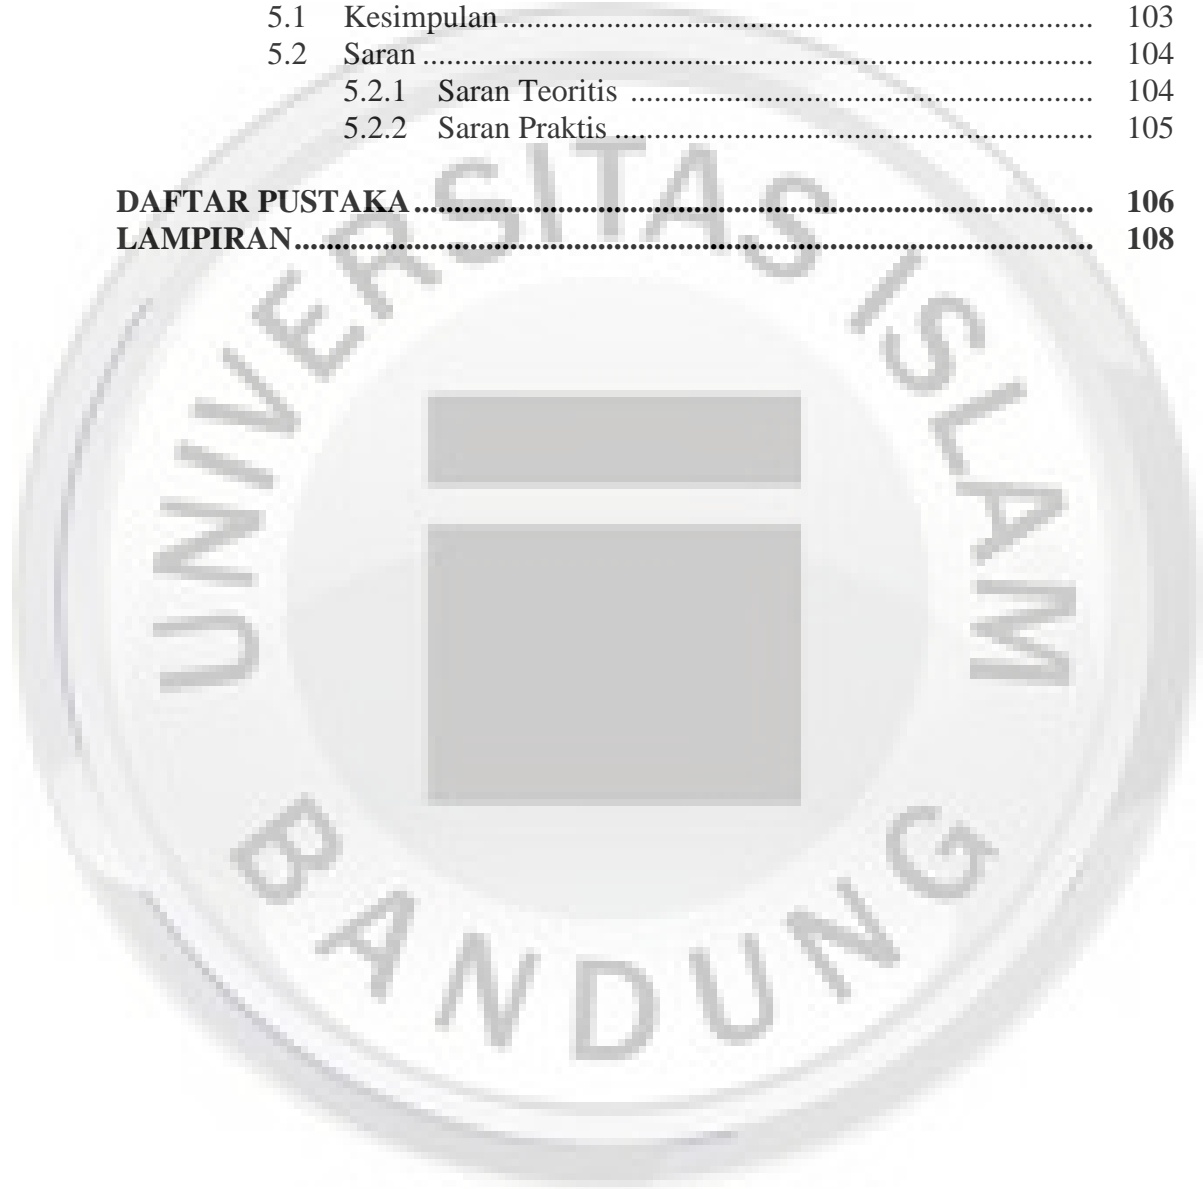 5.1 Kesimpulan ........................................................ 103
5.2 Saran ........................................................ 104
5.2.1 Saran Teoritis ........................................................ 104
5.2.2 Saran Praktis ........................................................ 105
DAFTAR PUSTAKA ........................................................ 106
LAMPIRAN ........................................................ 108
UNIVERSITAS ISLAM
BANDUNG